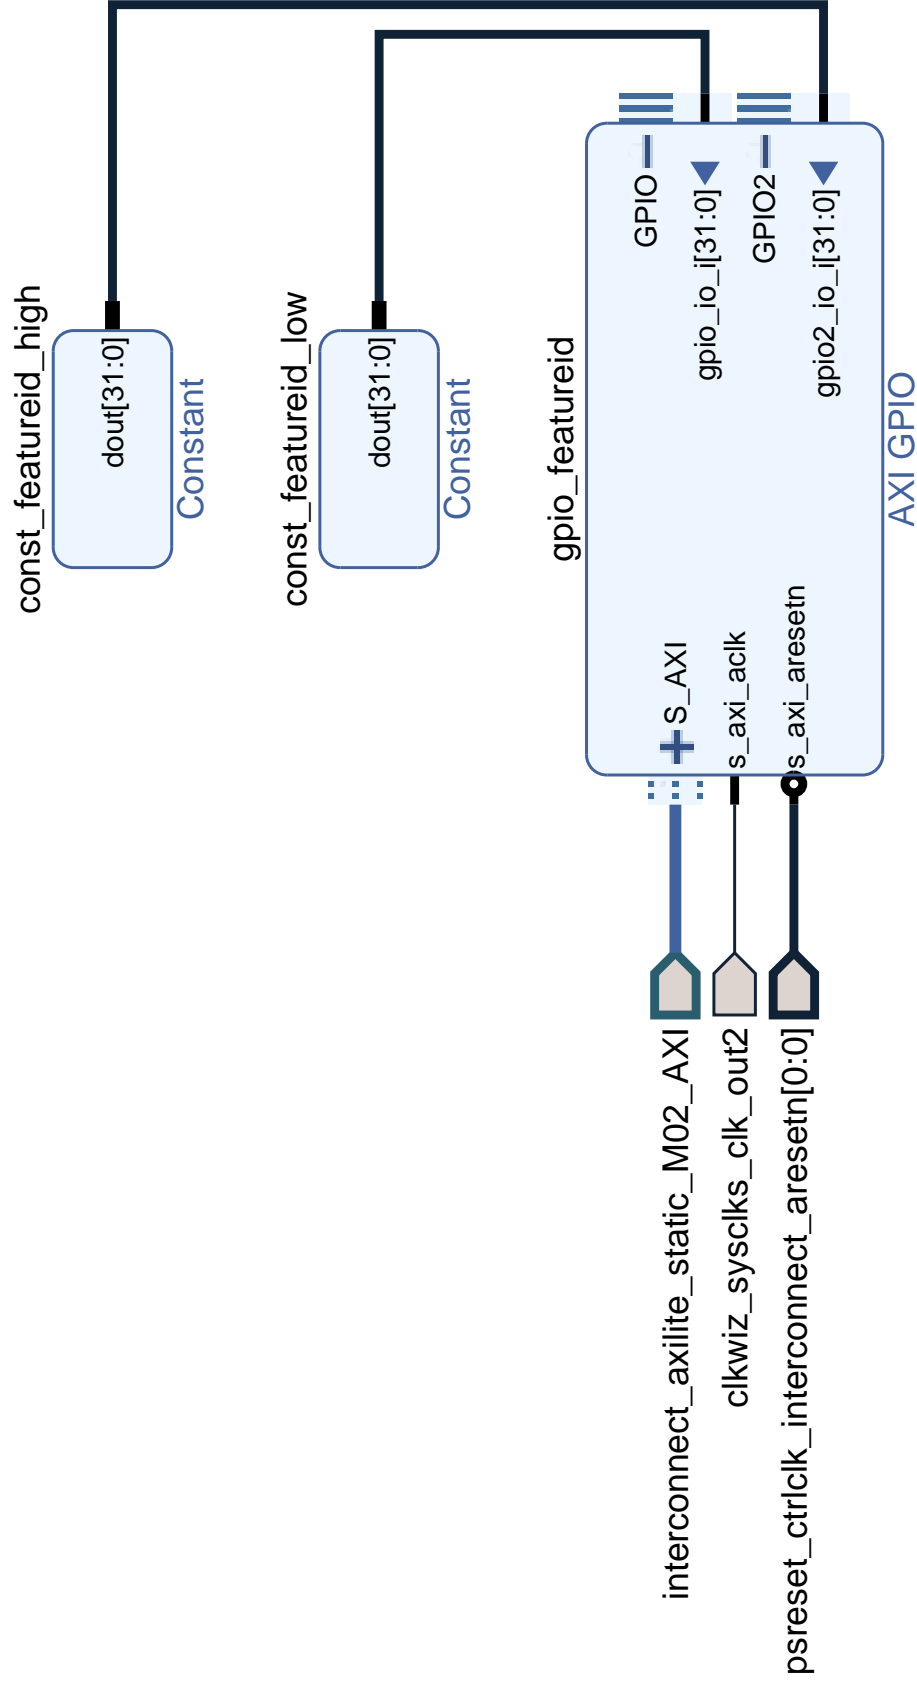 const_featureid_high
dout[31:0]
Constant
const_featureid_low
dout[31:0]
Constant
gpio_featureid
S_AXI
s_axi_aclk
s_axi_aresetn
GPIO
gpio_io_i[31:0]
GPIO2
gpio2_io_i[31:0]
AXI GPIO
interconnect_axilite_static_M02_AXI
clkwiz_sysclks_clk_out2
psreset_ctrlclk_interconnect_aresetn[0:0]